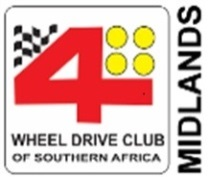 4
WHEEL DRIVE CLUB
OF SOUTHERN AFRICA
MIDLANDS